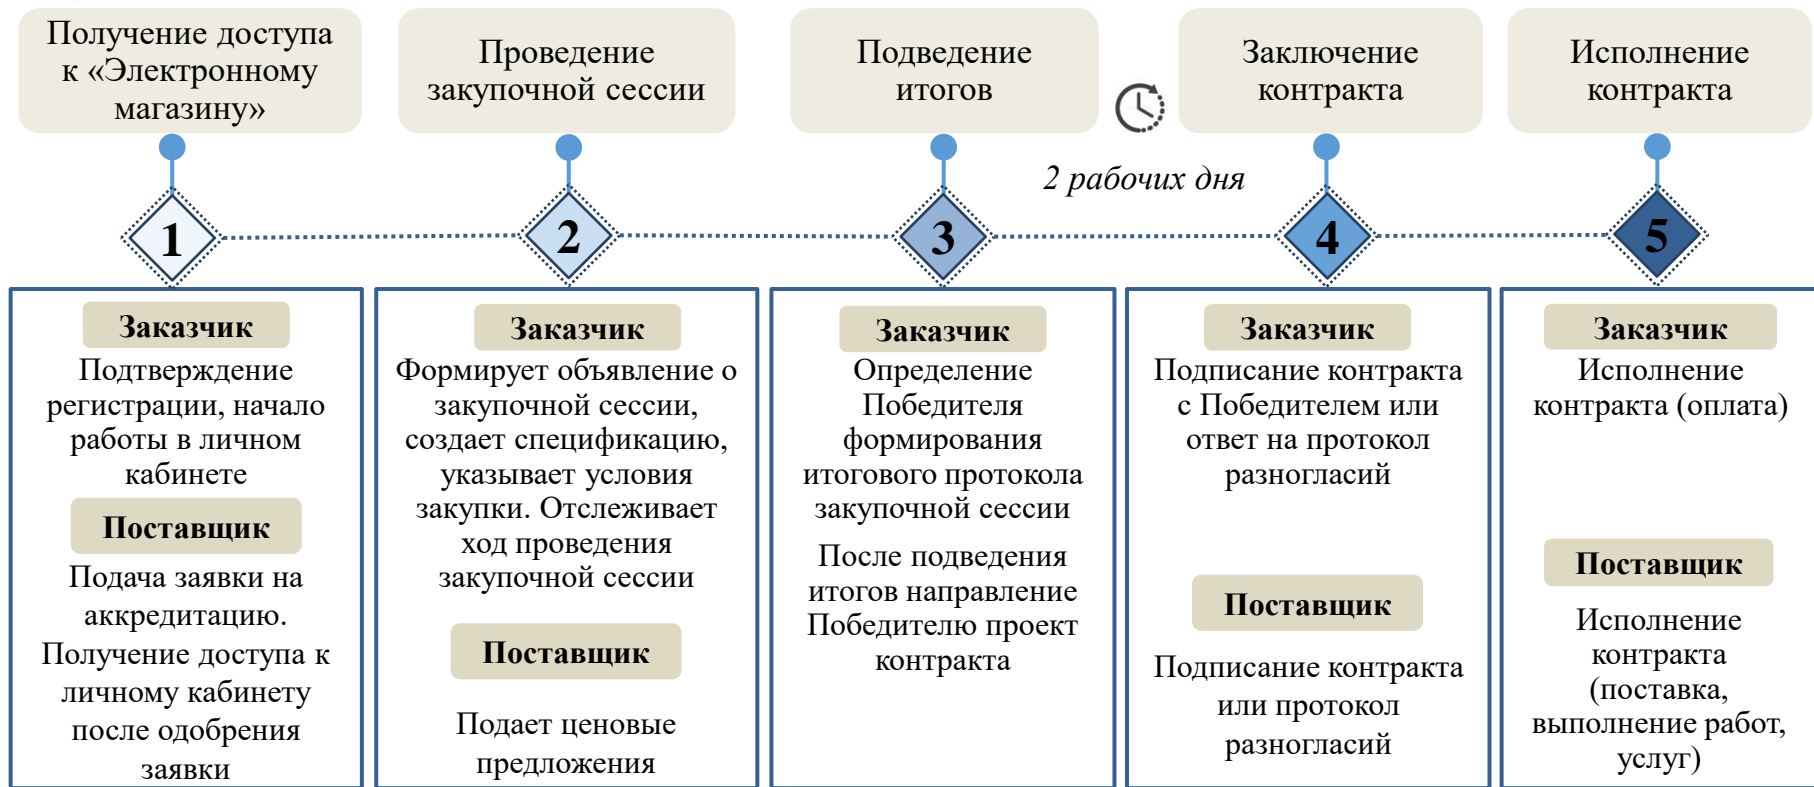 Получение доступа
к «Электронному
магазину»
Проведение
закупочной сессии
Подведение
итогов
Заключение
контракта
Исполнение
контракта
2 рабочих дня
1
2
3
4
5
Заказчик
Подтверждение
регистрации, начало
работы в личном
кабинете
Поставщик
Подача заявки на
аккредитацию.
Получение доступа к
личному кабинету
после одобрения
заявки
Заказчик
Формирует объявление о
закупочной сессии,
создает спецификацию,
указывает условия
закупки. Отслеживает
ход проведения
закупочной сессии
Поставщик
Подает ценовые
предложения
Заказчик
Определение
Победителя
формирования
итогового протокола
закупочной сессии
После подведения
итогов направление
Победителю проект
контракта
Заказчик
Подписание контракта
с Победителем или
ответ на протокол
разногласий
Поставщик
Подписание контракта
или протокол
разногласий
Заказчик
Исполнение
контракта (оплата)
Поставщик
Исполнение
контракта
(поставка,
выполнение работ,
услуг)